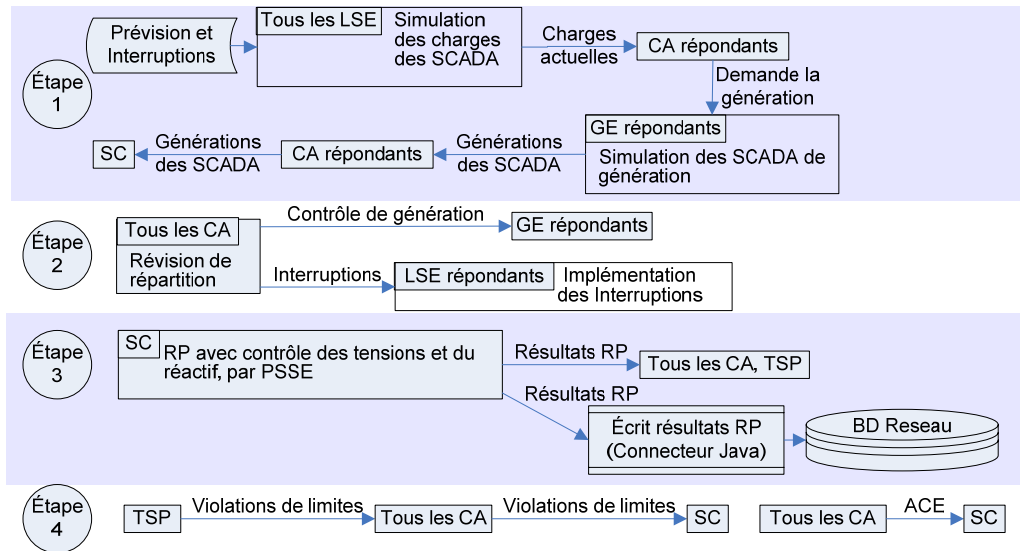 Étape
1
Prévision et
Interruptions
Tous les LSE
Simulation
des charges
des SCADA
Charges
actuelles
CA répondants
Demande la
génération
GE répondants
Simulation des SCADA de
génération
Générations
des SCADA
CA répondants
Générations
des SCADA
SC
Étape
2
Tous les CA
Révision de
répartition
Contrôle de génération
GE répondants
Interruptions
LSE répondants
Implémentation
des Interruptions
Étape
3
SC
RP avec contrôle des tensions et du
réactif, par PSSE
Résultats RP
Tous les CA, TSP
Résultats RP
Écrit résultats RP
(Connecteur Java)
BD Reseau
Étape
4
TSP
Violations de limites
Tous les CA
Violations de limites
SC
Tous les CA
ACE
SC